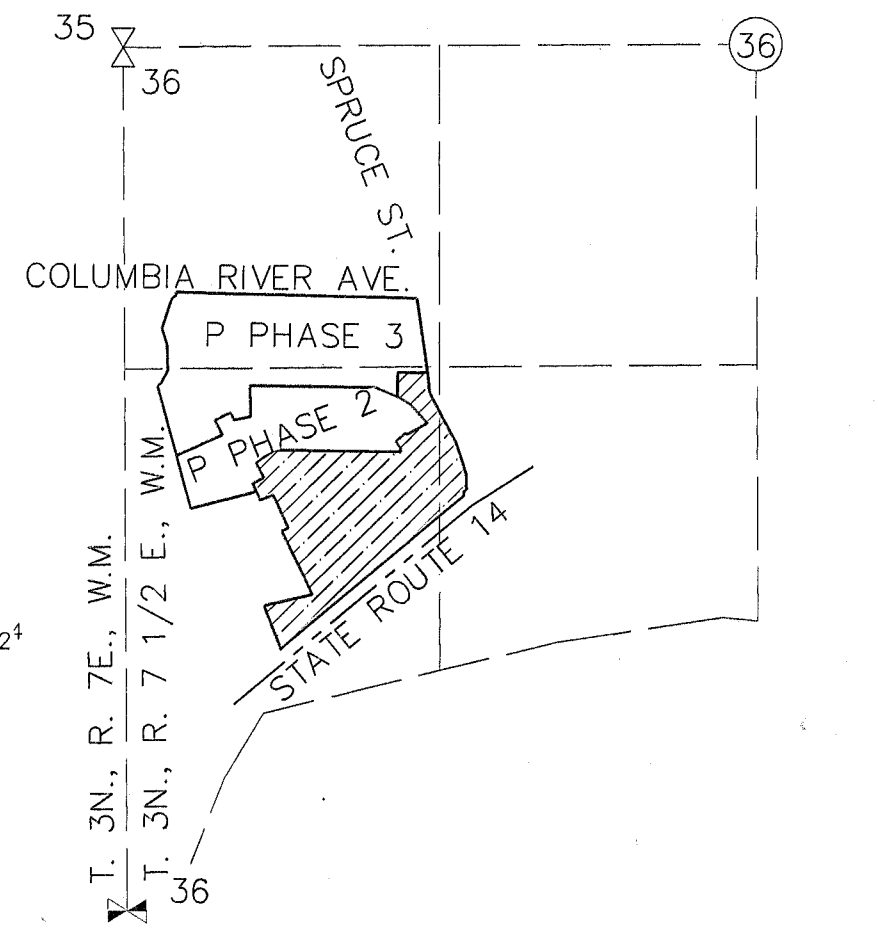 35
36
36
SPRUCE ST.
COLUMBIA RIVER AVE.
P PHASE 3
P PHASE 2
STATE ROUTE 14
T. 3N., R. 7E., W.M.
T. 3N., R. 7 1/2 E., W.M.
2⁴
36